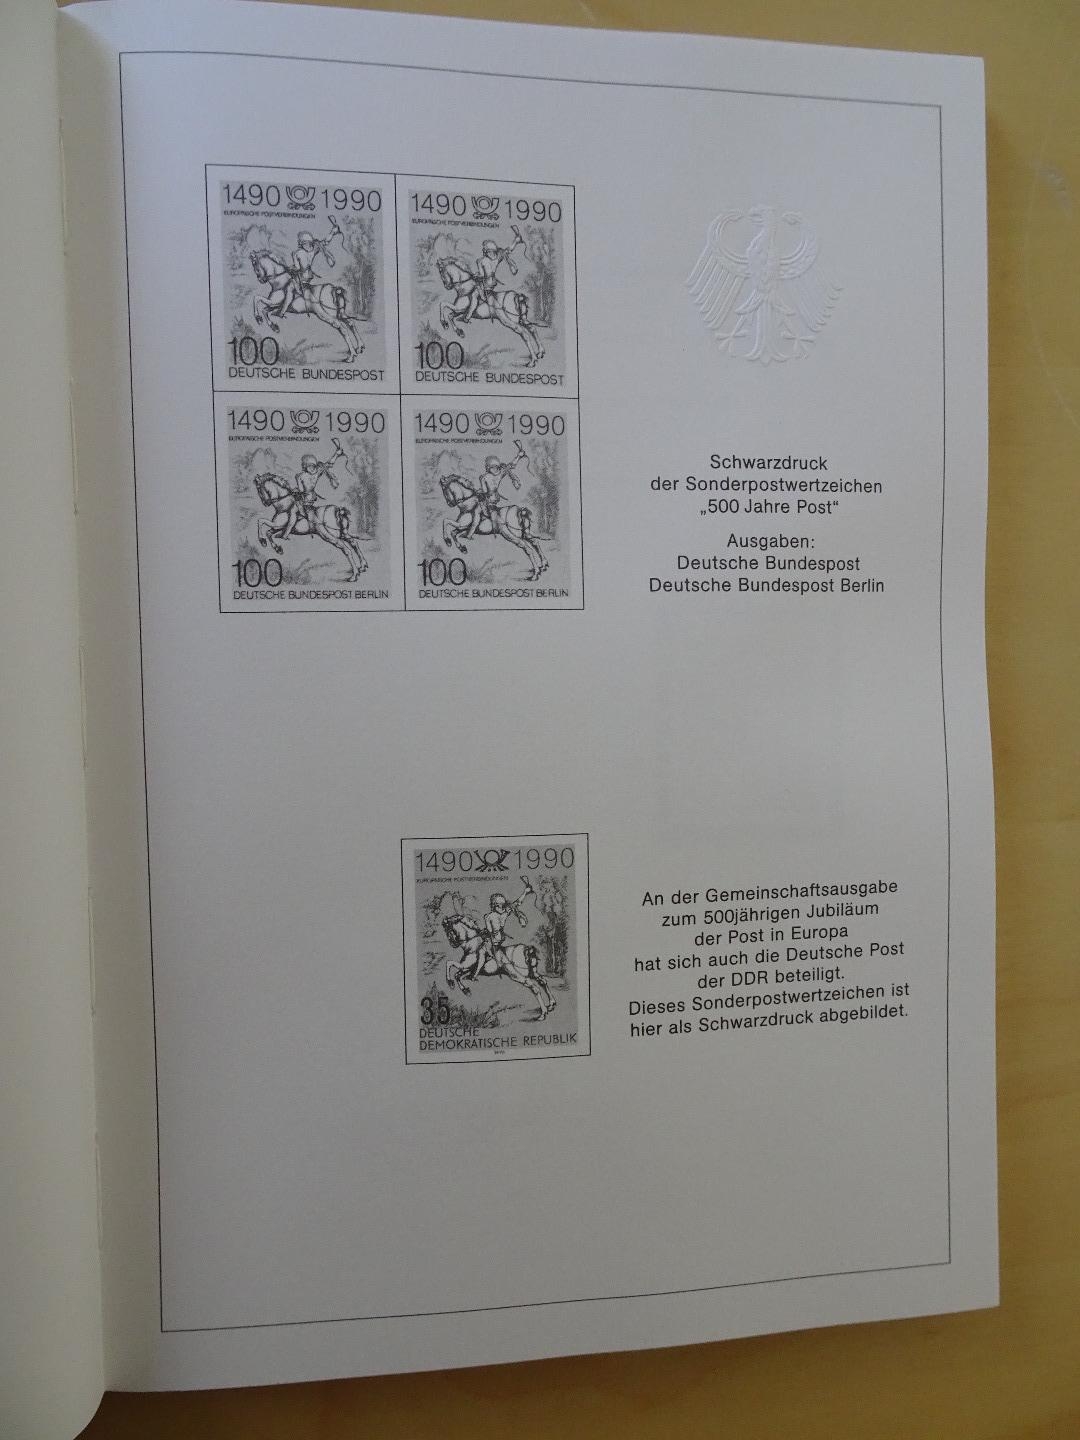 1490 1990
EUROPÄISCHE POSTVERBINDUNGEN
100
DEUTSCHE BUNDESPOST
1490 1990
EUROPÄISCHE POSTVERBINDUNGEN
100
DEUTSCHE BUNDESPOST
1490 1990
EUROPÄISCHE POSTVERBINDUNGEN
100
DEUTSCHE BUNDESPOST BERLIN
1490 1990
EUROPÄISCHE POSTVERBINDUNGEN
100
DEUTSCHE BUNDESPOST BERLIN
Schwarzdruck
der Sonderpostwertzeichen
„500 Jahre Post“
Ausgaben:
Deutsche Bundespost
Deutsche Bundespost Berlin
1490 1990
EUROPÄISCHE POSTVERBINDUNGEN
35
DEUTSCHE
DEMOKRATISCHE REPUBLIK
An der Gemeinschaftsausgabe
zum 500jährigen Jubiläum
der Post in Europa
hat sich auch die Deutsche Post
der DDR beteiligt.
Dieses Sonderpostwertzeichen ist
hier als Schwarzdruck abgebildet.